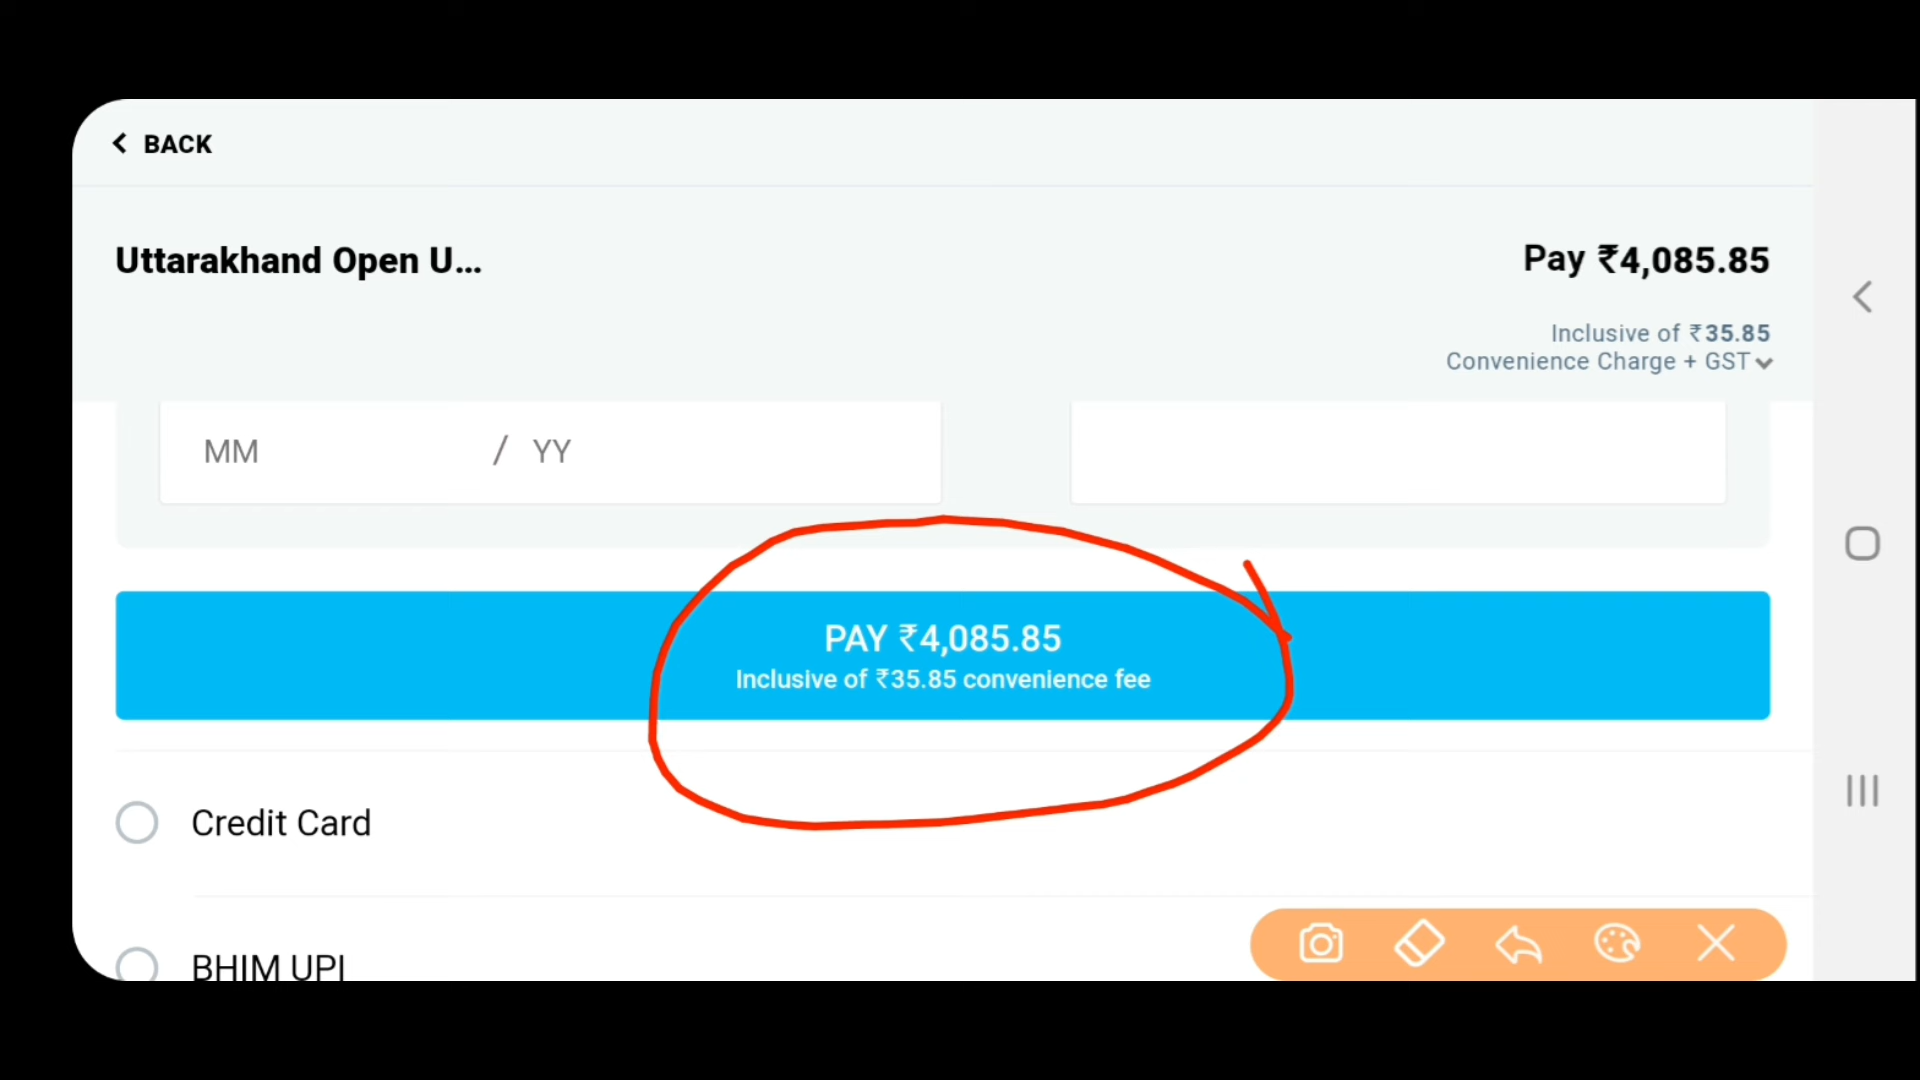 BACK
Uttarakhand Open U...
Pay ₹4,085.85
Inclusive of ₹35.85
Convenience Charge + GST
MM / YY
PAY ₹4,085.85
Inclusive of ₹35.85 convenience fee
Credit Card
BHIM UPI